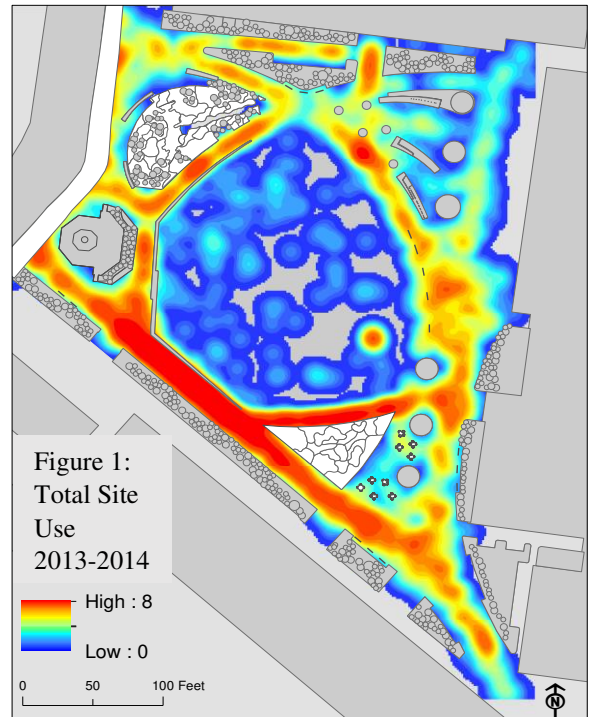 Figure 1:
Total Site
Use
2013-2014
High : 8
Low : 0
0 50 100 Feet
N